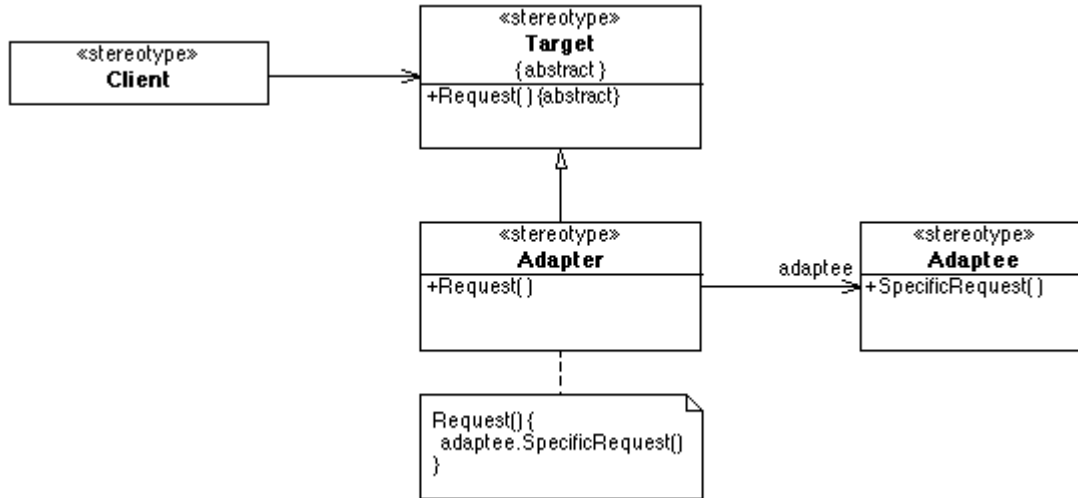 «stereotype»
Client
«stereotype»
Target
{abstract}
+Request() {abstract}
«stereotype»
Adapter
+Request()
adaptee
«stereotype»
Adaptee
+SpecificRequest()
Request() {
adaptee.SpecificRequest()
}